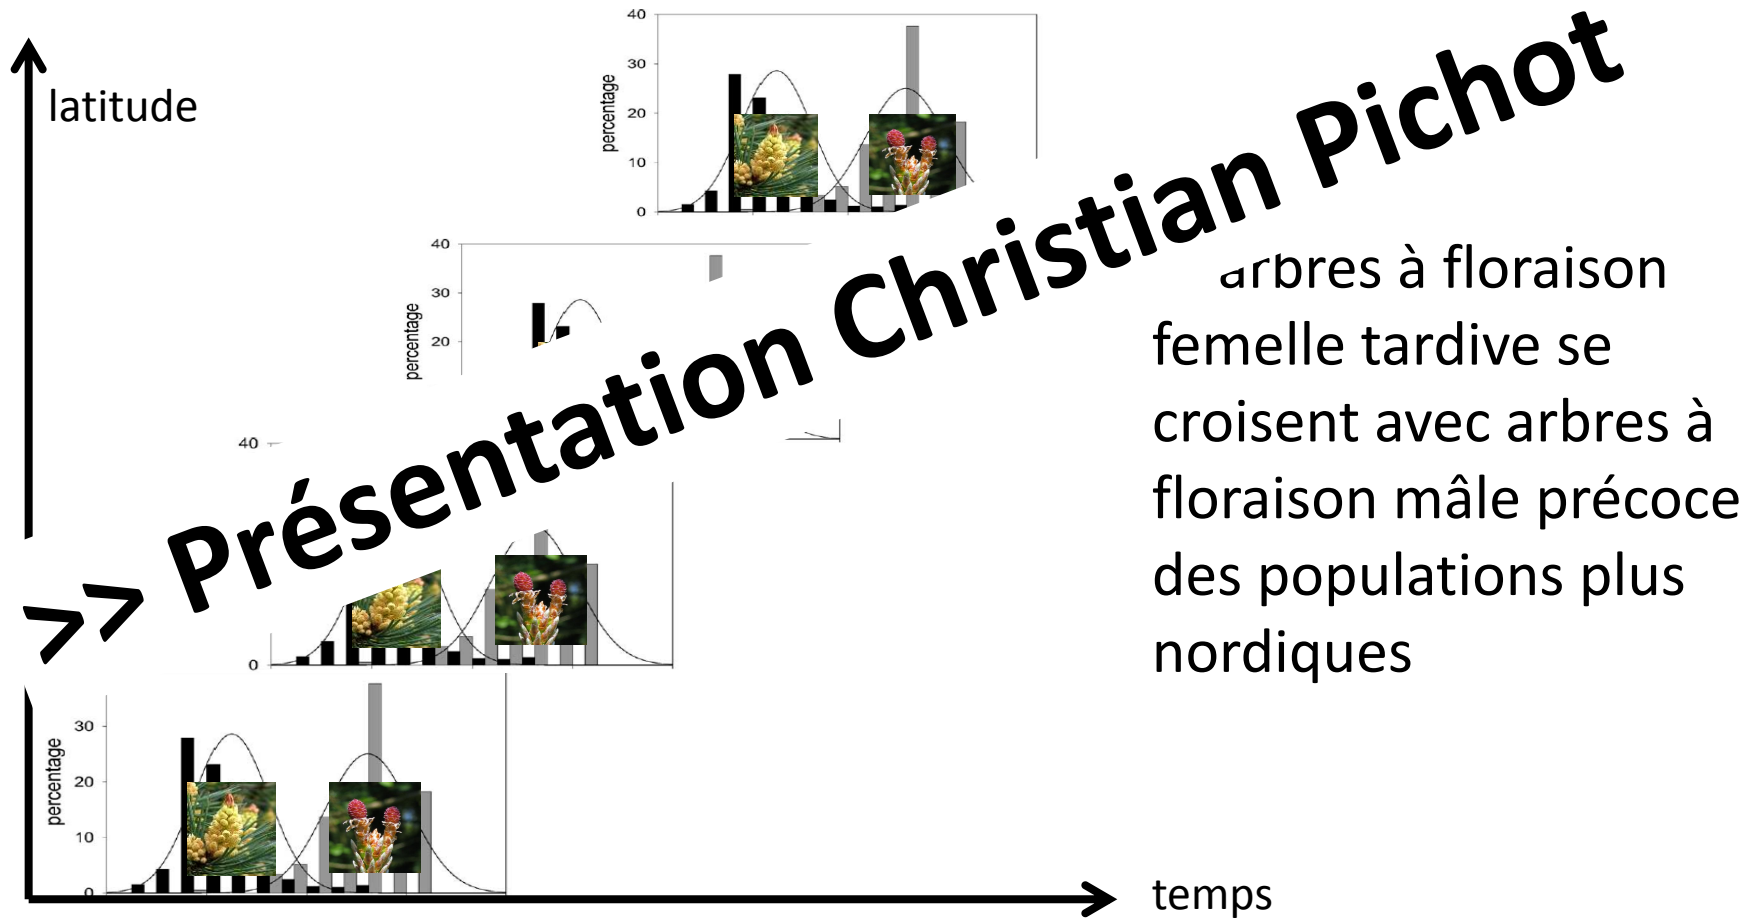 latitude
40
30
20
10
0
percentage
40
30
20
percentage
40
0
30
20
10
0
percentage
>> Présentation Christian Pichot
arbres à floraison
femelle tardive se
croisent avec arbres à
floraison mâle précoce
des populations plus
nordiques
temps